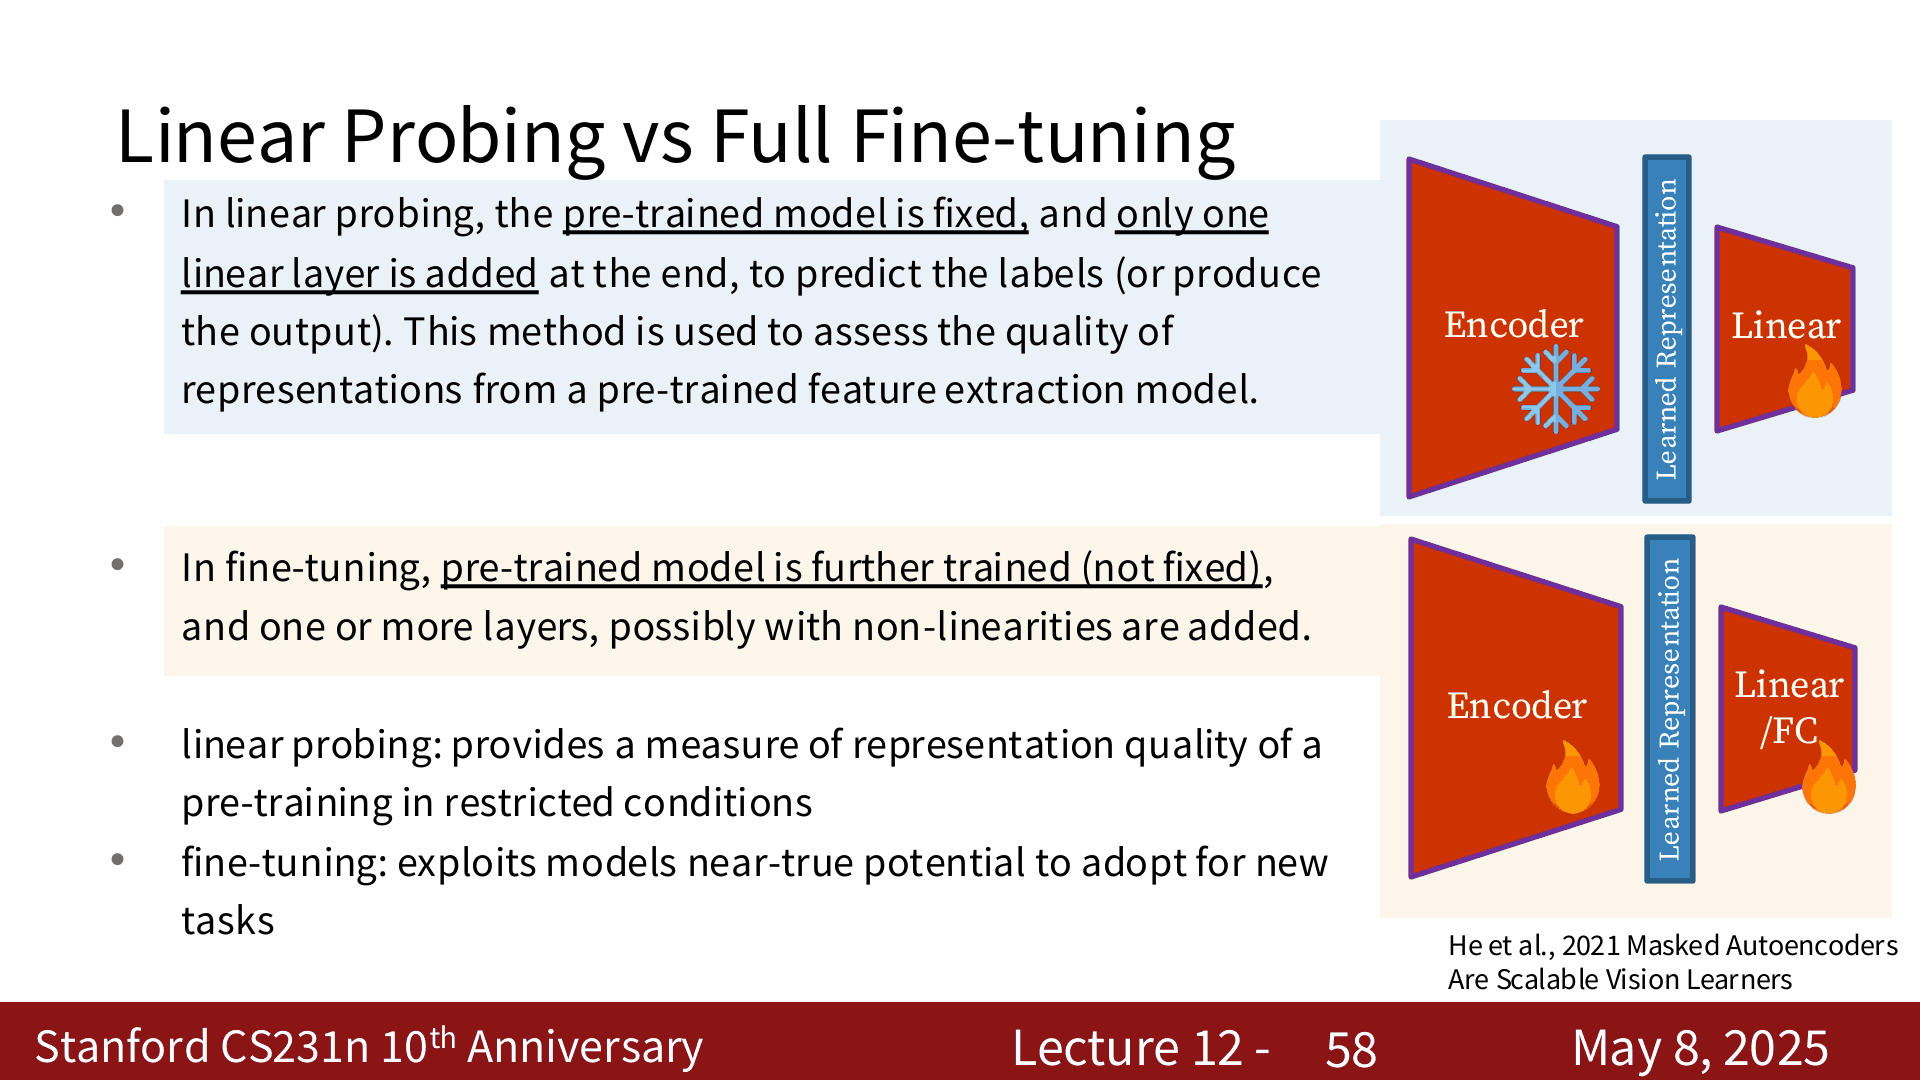 Linear Probing vs Full Fine-tuning
• In linear probing, the pre-trained model is fixed, and only one
linear layer is added at the end, to predict the labels (or produce
the output). This method is used to assess the quality of
representations from a pre-trained feature extraction model.
• In fine-tuning, pre-trained model is further trained (not fixed),
and one or more layers, possibly with non-linearities are added.
• linear probing: provides a measure of representation quality of a
pre-training in restricted conditions
• fine-tuning: exploits models near-true potential to adopt for new
tasks
Encoder
Learned Representation
Linear
Encoder
Learned Representation
Linear
/FC
He et al., 2021 Masked Autoencoders
Are Scalable Vision Learners
Stanford CS231n 10th Anniversary
Lecture 12 - 58
May 8, 2025